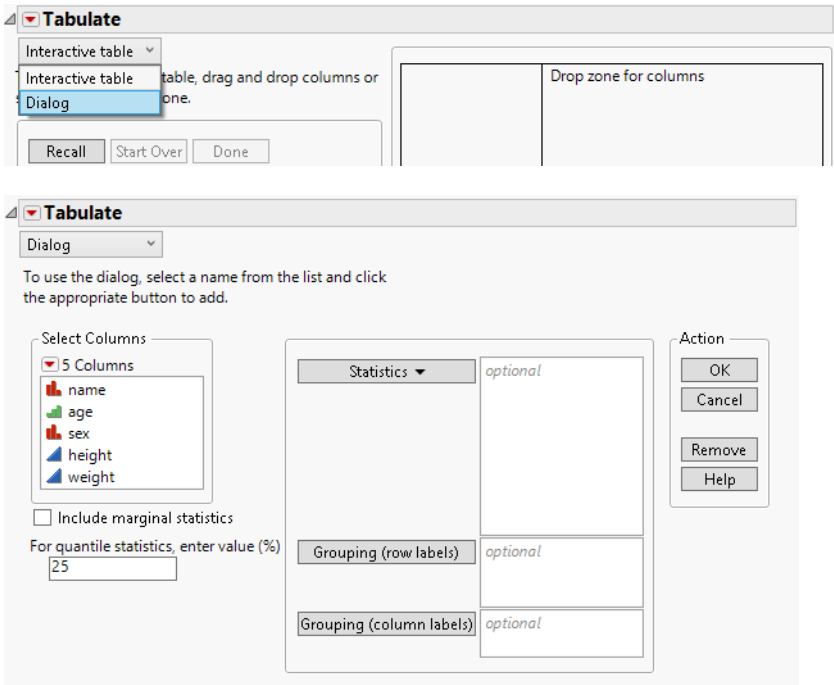 Tabulate
Interactive table
Interactive table
table, drag and drop columns or
Dialog
one.
Drop zone for columns
Recall
Start Over
Done
Tabulate
Dialog
To use the dialog, select a name from the list and click
the appropriate button to add.
Select Columns
5 Columns
name
age
sex
height
weight
Include marginal statistics
For quantile statistics, enter value (%)
25
Statistics
optional
Grouping (row labels)
optional
Grouping (column labels)
optional
Action
OK
Cancel
Remove
Help